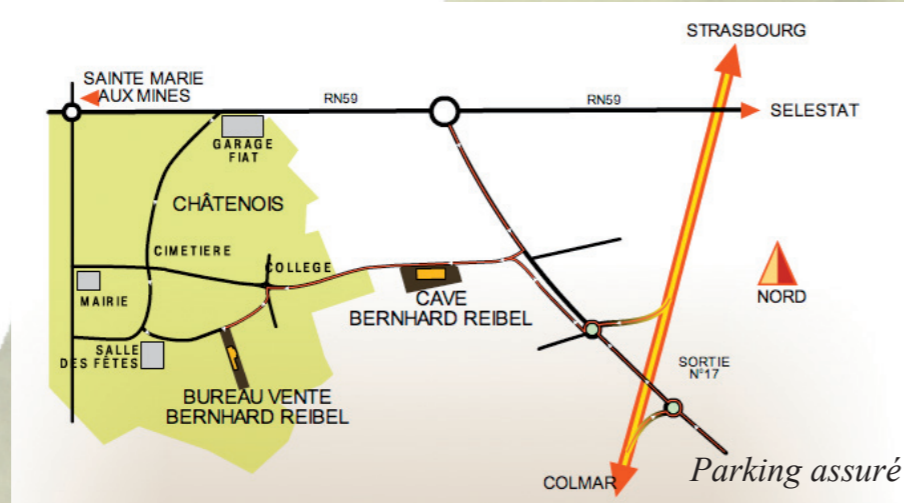 STRASBOURG
SAINTE MARIE
AUX MINES
RN59
RN59
SELESTAT
GARAGE
FIAT
CHÂTENOIS
CIMETIERE
COLLEGE
MAIRIE
CAVE
BERNHARD REIBEL
NORD
SALLE
DES FÊTES
SORTIE
N°17
BUREAU VENTE
BERNHARD REIBEL
COLMAR
Parking assuré